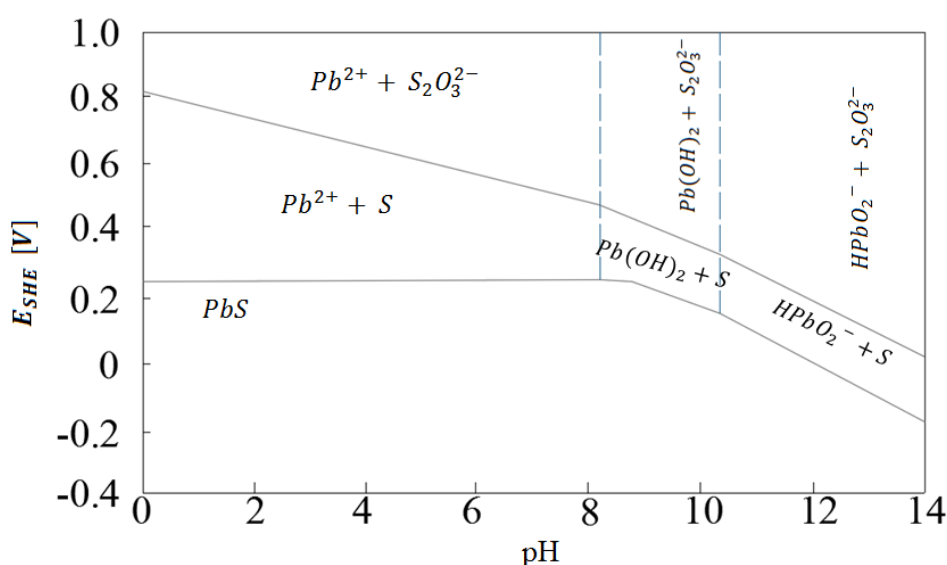 1.0
0.8
0.6
0.4
0.2
0
-0.2
-0.4
E_SHE [V]
0 2 4 6 8 10 12 14
pH
Pb²⁺ + S₂O₃²⁻
Pb²⁺ + S
PbS
Pb(OH)₂ + S₂O₃²⁻
Pb(OH)₂ + S
HPbO₂⁻ + S₂O₃²⁻
HPbO₂⁻ + S